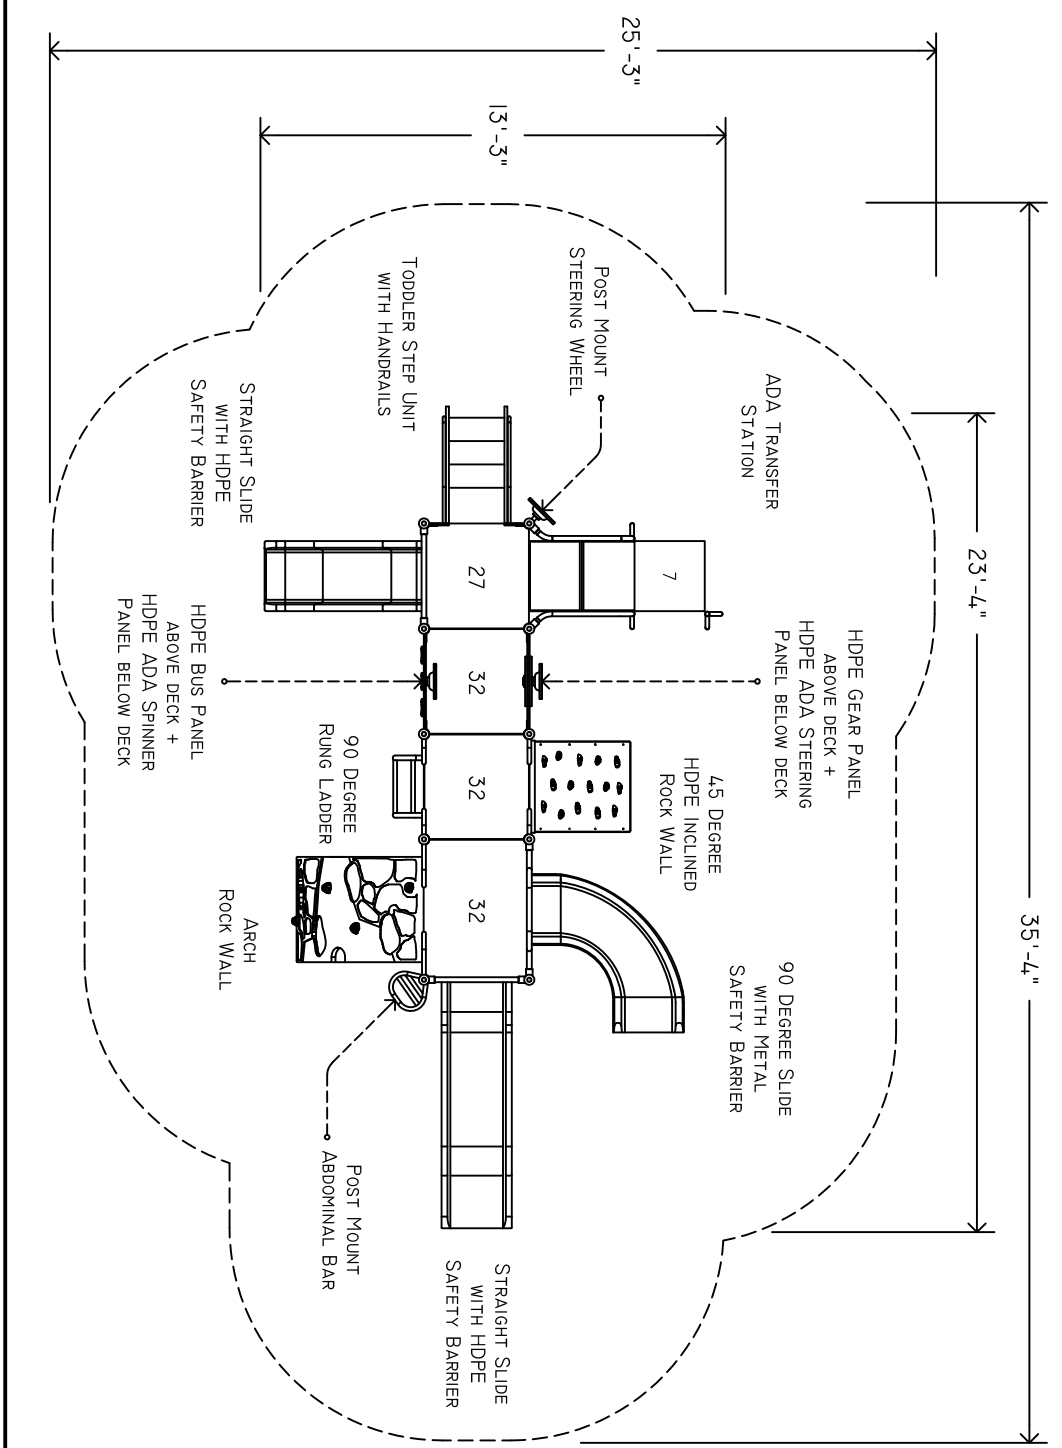 35'-4"
23'-4"
25'-3"
13'-3"
ADA TRANSFER
STATION
HDPE GEAR PANEL
ABOVE DECK +
HDPE ADA STEERING
PANEL BELOW DECK
45 DEGREE
HDPE INCLINED
ROCK WALL
90 DEGREE SLIDE
WITH METAL
SAFETY BARRIER
POST MOUNT
STEERING WHEEL
7
TODDLER STEP UNIT
WITH HANDRAILS
27
32
32
32
STRAIGHT SLIDE
WITH HDPE
SAFETY BARRIER
STRAIGHT SLIDE
WITH HDPE
SAFETY BARRIER
HDPE BUS PANEL
ABOVE DECK +
HDPE ADA SPINNER
PANEL BELOW DECK
90 DEGREE
RUNG LADDER
ARCH
ROCK WALL
POST MOUNT
ABDOMINAL BAR